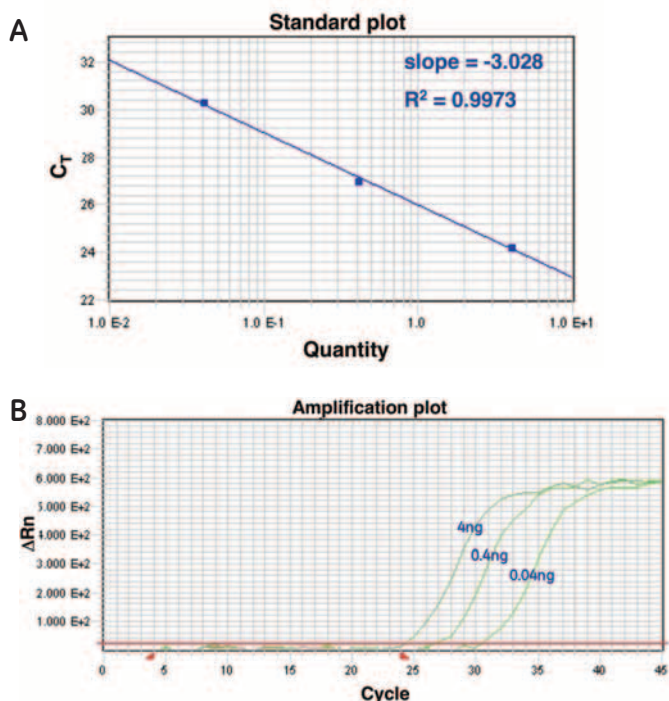 A
Standard plot
slope = -3.028
R² = 0.9973
32
30
28
26
24
22
C_T
1.0 E-2
1.0 E-1
1.0
1.0 E+1
Quantity
B
Amplification plot
8.000 E+2
7.000 E+2
6.000 E+2
5.000 E+2
4.000 E+2
3.000 E+2
2.000 E+2
1.000 E+2
ΔRn
4ng
0.4ng
0.04ng
0 5 10 15 20 25 30 35 40 45
Cycle